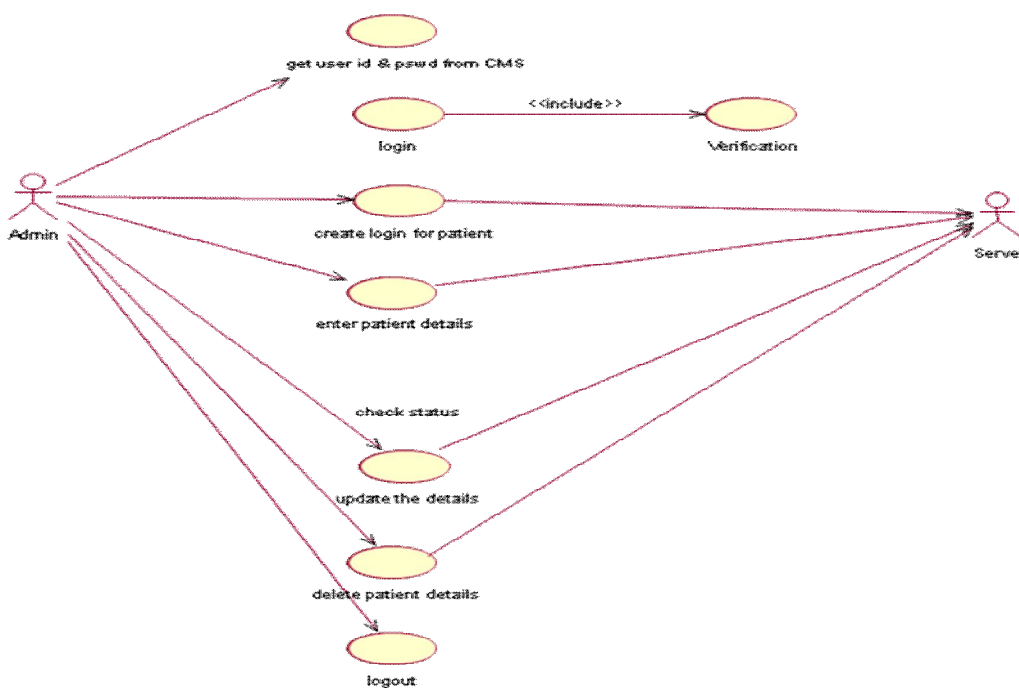 get user id & pswd from CMS
<<include>>
login
Verification
Admin
create login for patient
Serve
enter patient details
check status
update the details
delete patient details
logout